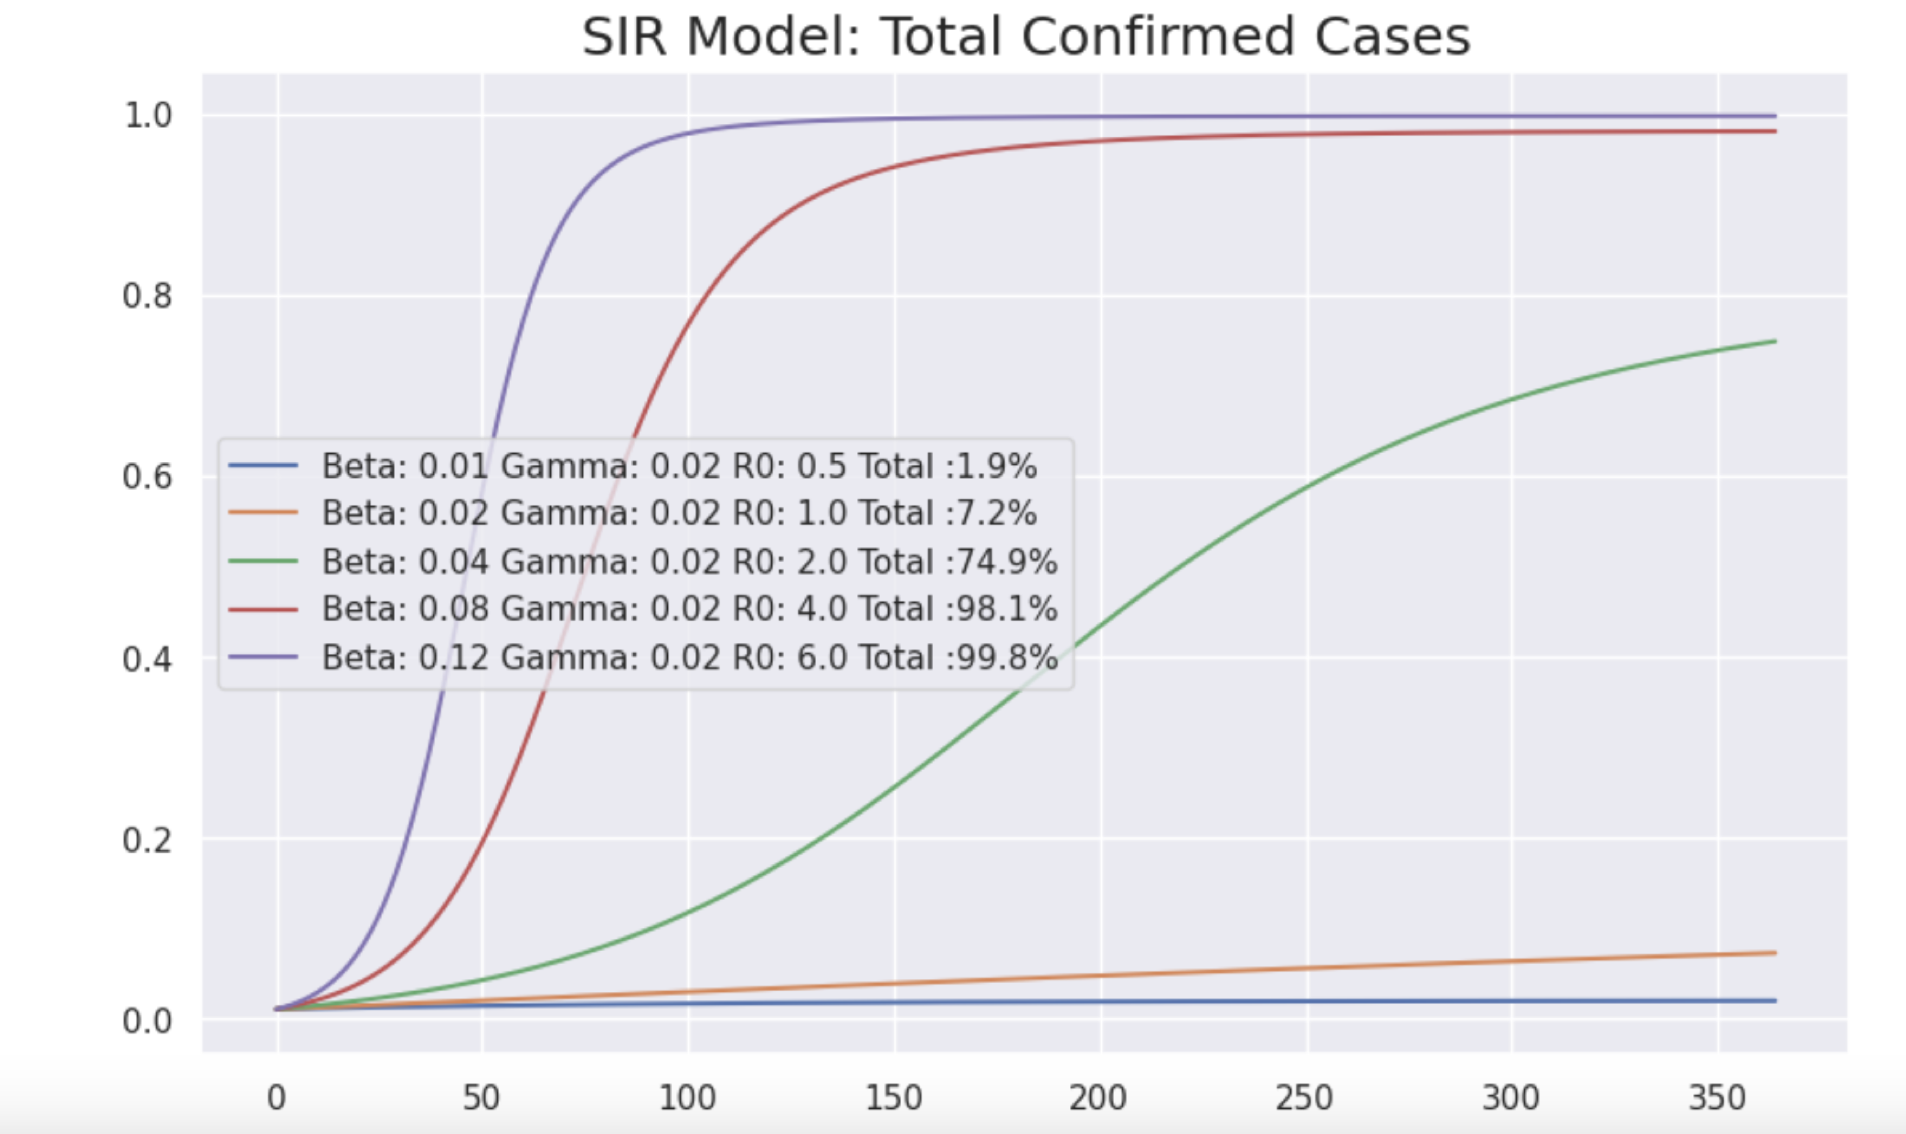 SIR Model: Total Confirmed Cases
1.0
0.8
0.6
0.4
0.2
0.0
Beta: 0.01 Gamma: 0.02 R0: 0.5 Total :1.9%
Beta: 0.02 Gamma: 0.02 R0: 1.0 Total :7.2%
Beta: 0.04 Gamma: 0.02 R0: 2.0 Total :74.9%
Beta: 0.08 Gamma: 0.02 R0: 4.0 Total :98.1%
Beta: 0.12 Gamma: 0.02 R0: 6.0 Total :99.8%
0 50 100 150 200 250 300 350